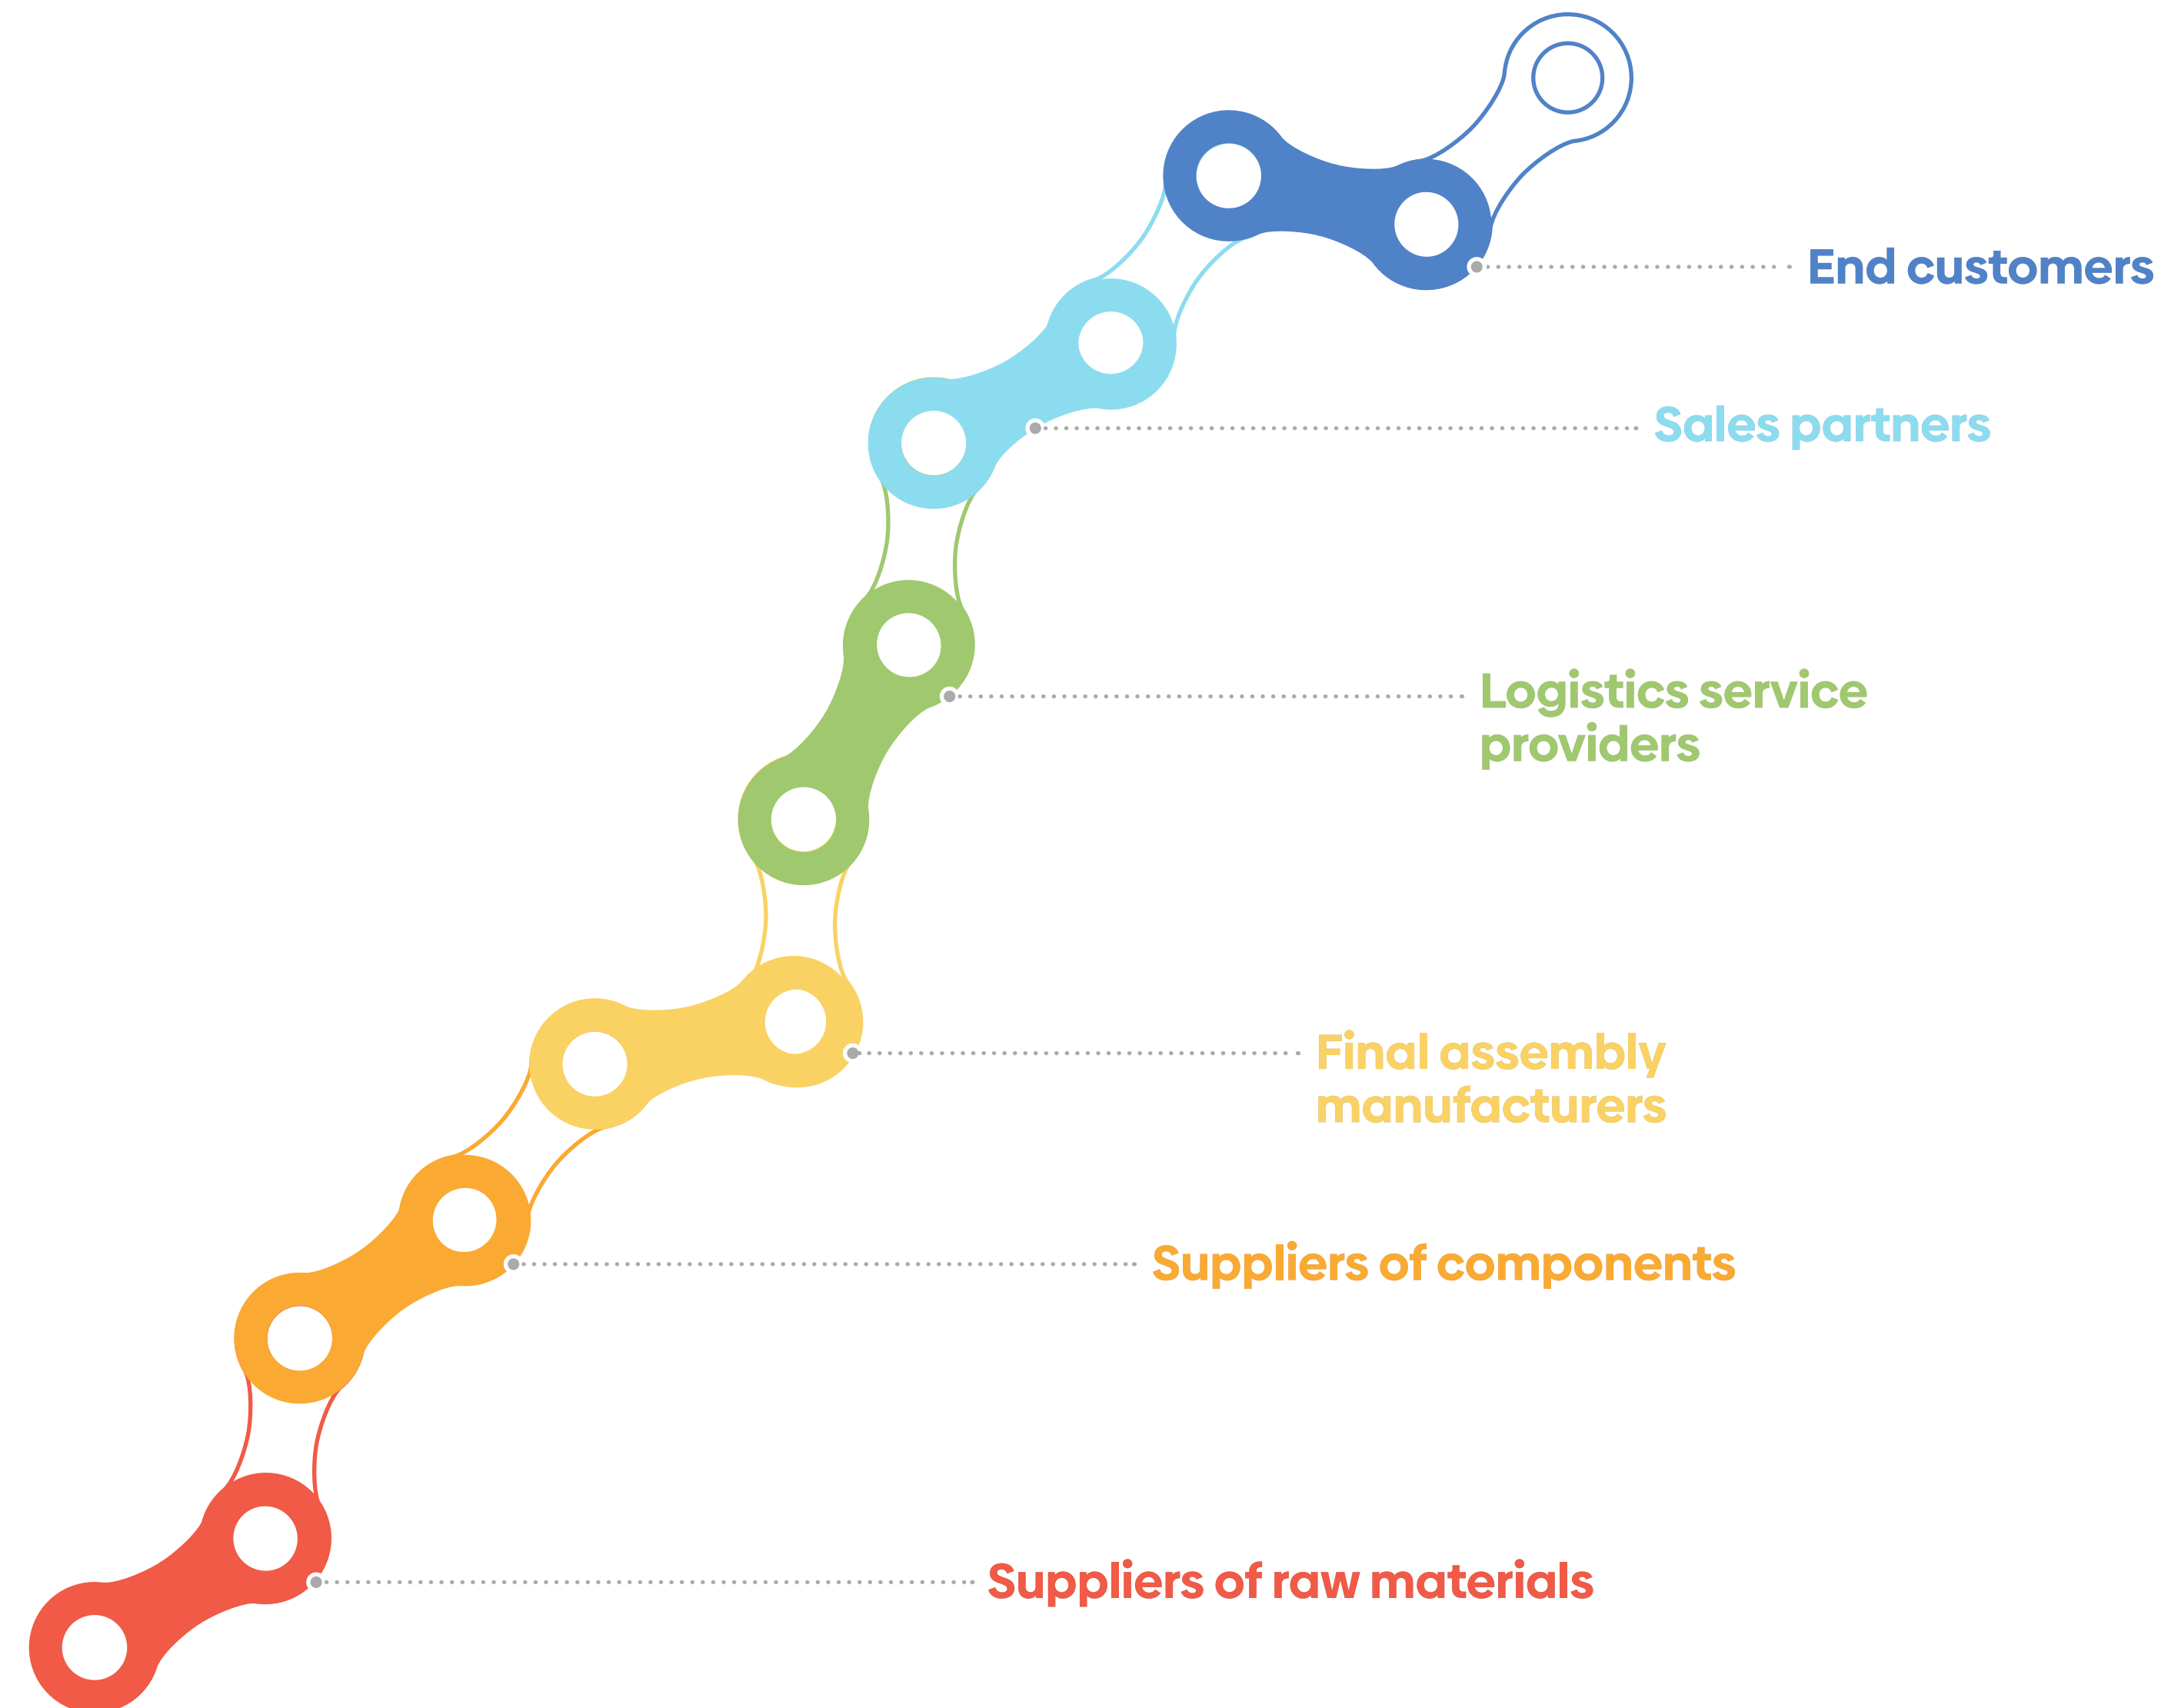 End customers
Sales partners
Logistics service
providers
Final assembly
manufacturers
Suppliers of components
Suppliers of raw materials